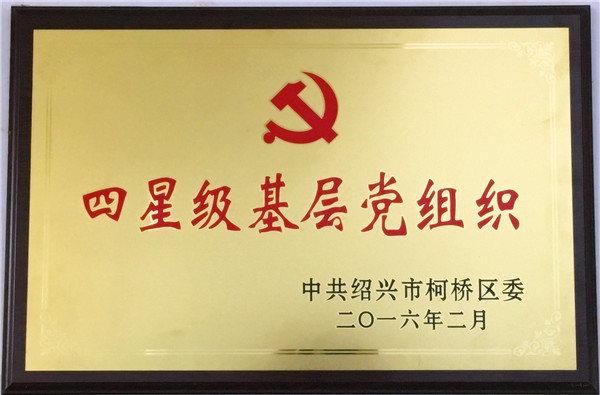 四星级基层党组织
中共绍兴市柯桥区委
二〇一六年二月